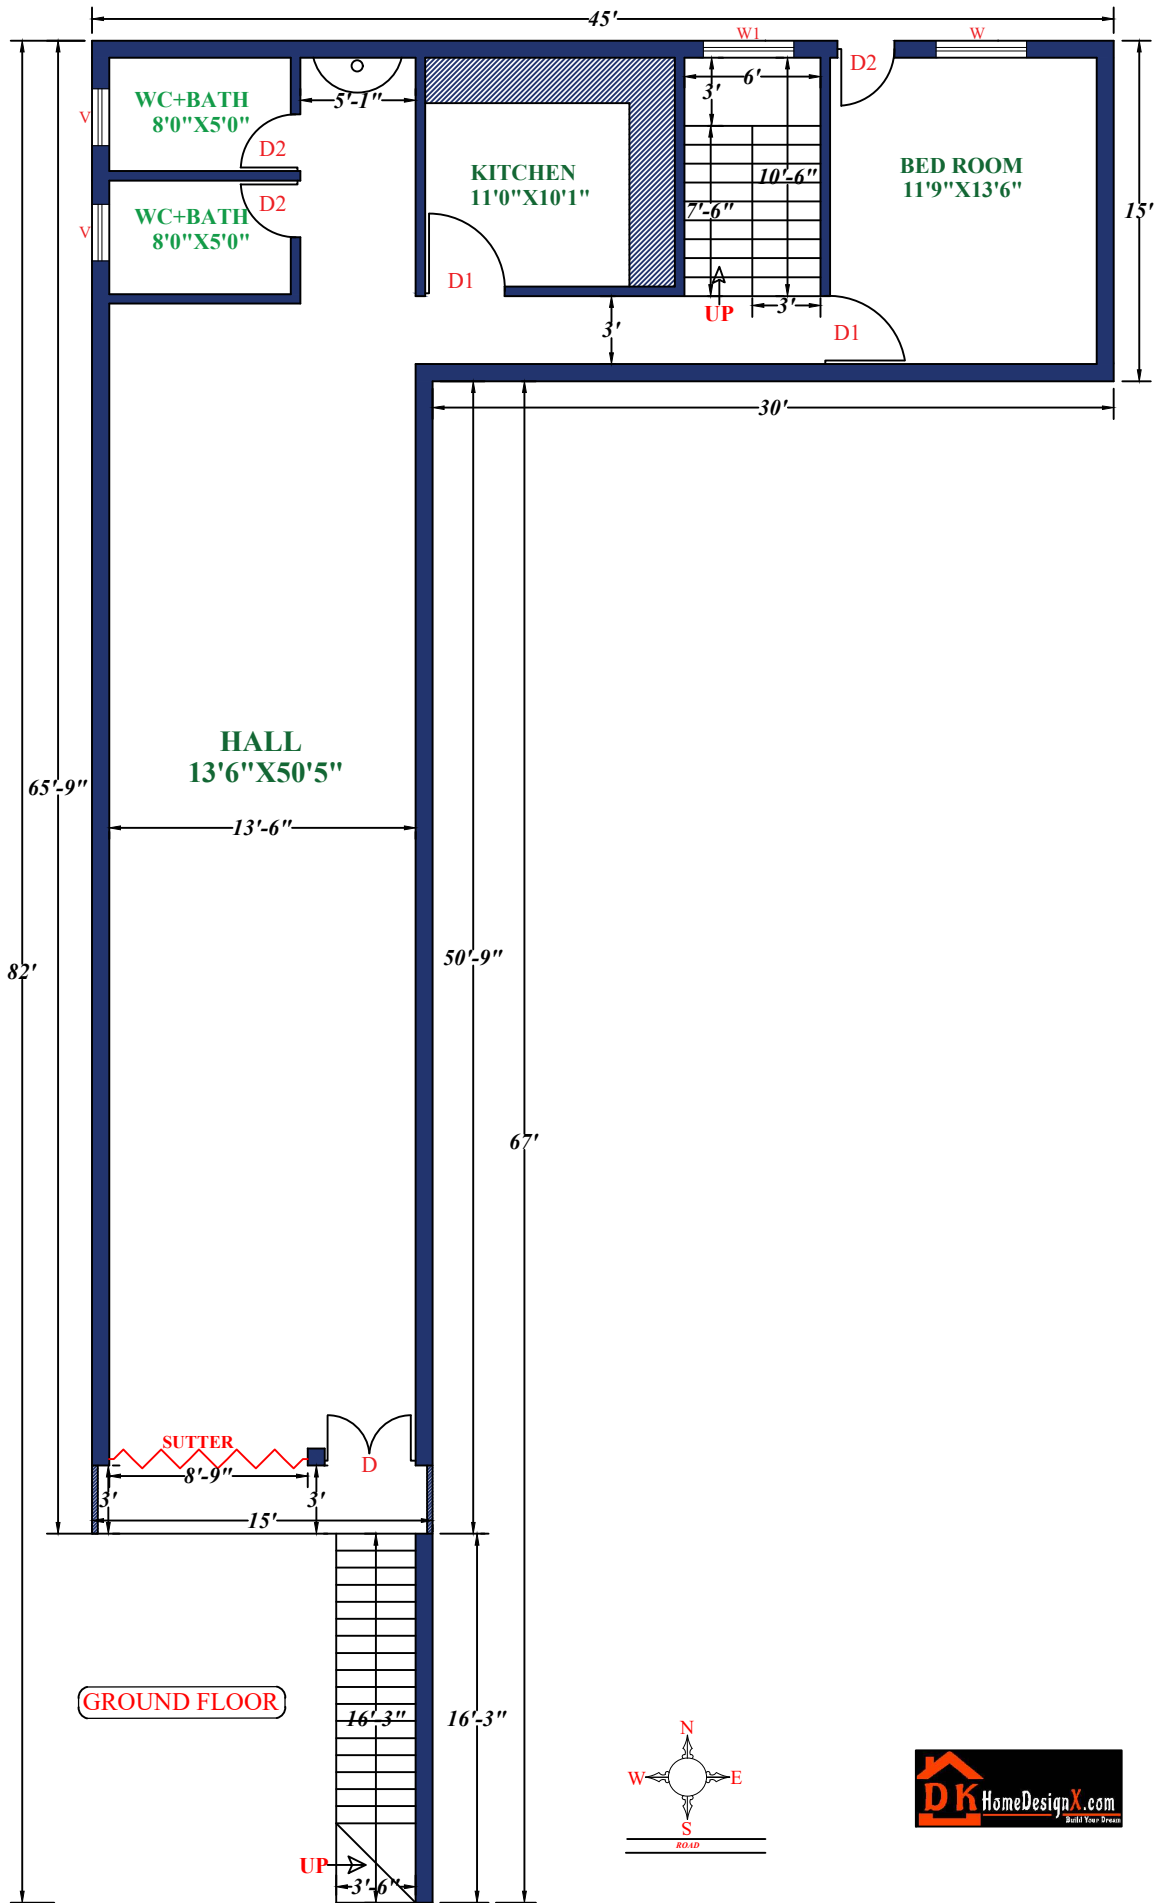 45'
W1
W
D2
6'
3'
5'-1"
WC+BATH
8'0"X5'0"
V
D2
KITCHEN
11'0"X10'1"
10'-6"
7'-6"
BED ROOM
11'9"X13'6"
15'
WC+BATH
8'0"X5'0"
V
D2
D1
UP
3'
3'
D1
30'
HALL
13'6"X50'5"
65'-9"
13'-6"
82'
50'-9"
67'
SUTTER
8'-9"
D
3'
3'
15'
GROUND FLOOR
16'-3"
16'-3"
UP
3'-6"
N
W
E
S
ROAD
DK HomeDesignX.com
Build Your Dream